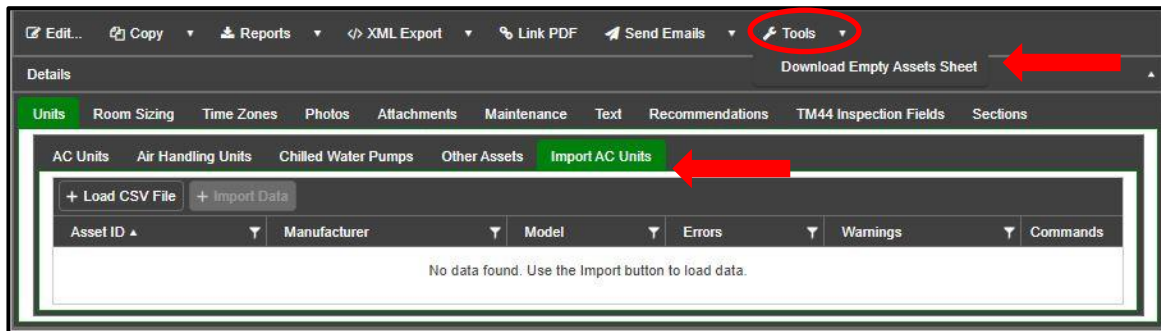 Edit... Copy Reports </> XML Export Link PDF Send Emails Tools
Download Empty Assets Sheet
Details
Units Room Sizing Time Zones Photos Attachments Maintenance Text Recommendations TM44 Inspection Fields Sections
AC Units Air Handling Units Chilled Water Pumps Other Assets Import AC Units
+ Load CSV File + Import Data
Asset ID Manufacturer Model Errors Warnings Commands
No data found. Use the Import button to load data.